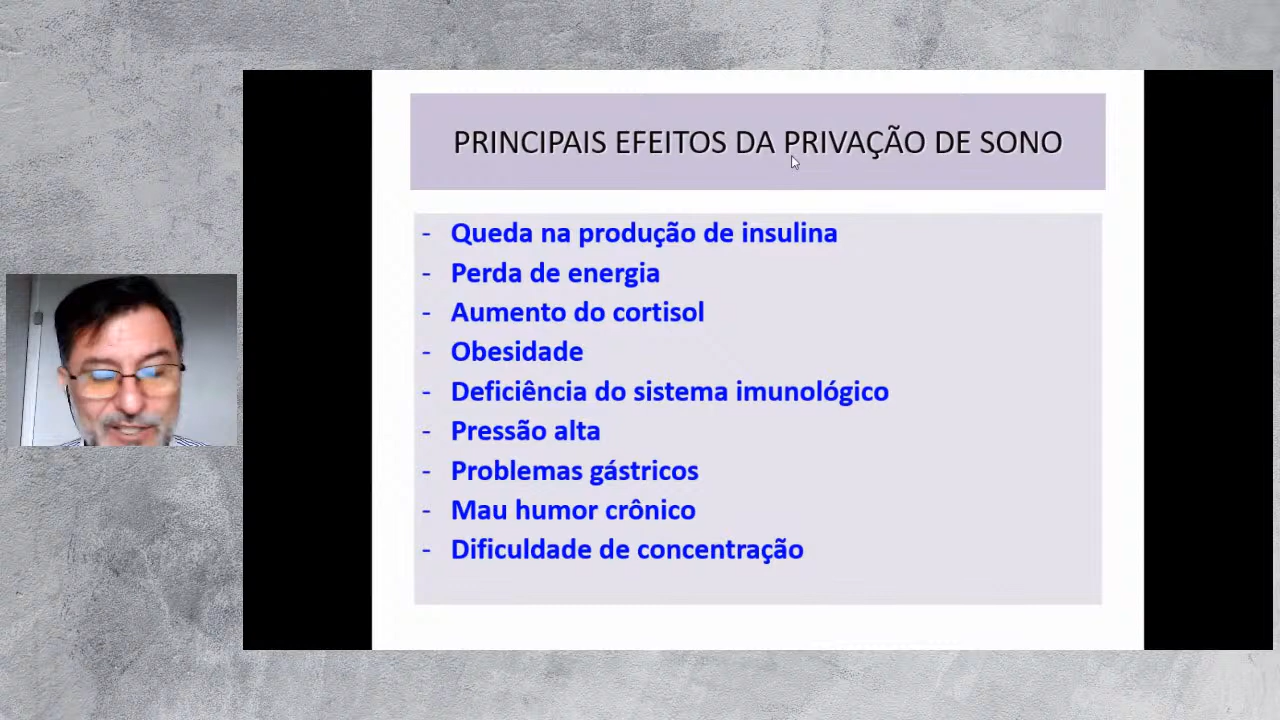 PRINCIPAIS EFEITOS DA PRIVAÇÃO DE SONO
- Queda na produção de insulina
- Perda de energia
- Aumento do cortisol
- Obesidade
- Deficiência do sistema imunológico
- Pressão alta
- Problemas gástricos
- Mau humor crônico
- Dificuldade de concentração